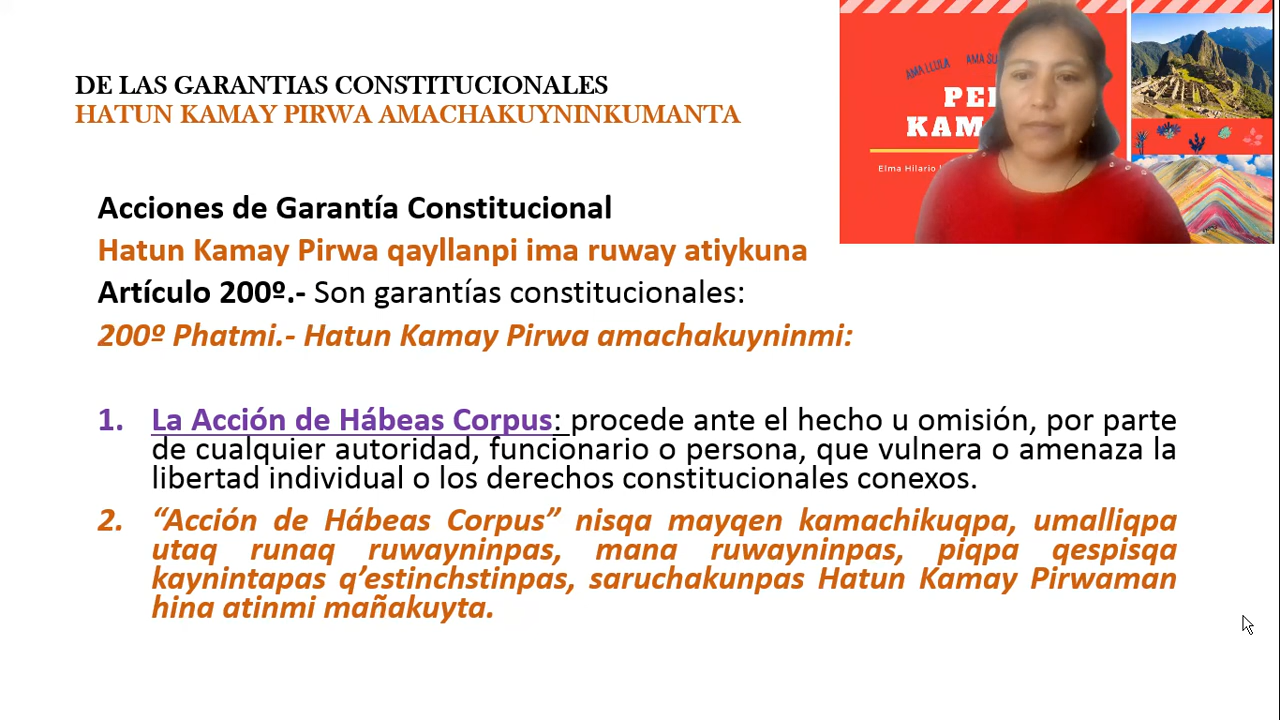 DE LAS GARANTIAS CONSTITUCIONALES
HATUN KAMAY PIRWA AMACHAKUYNINKUMANTA
AMA LLULLA AMA SU
PE
KAM
Elma Hilario
Acciones de Garantía Constitucional
Hatun Kamay Pirwa qayllanpi ima ruway atiykuna
Artículo 200º.- Son garantías constitucionales:
200º Phatmi.- Hatun Kamay Pirwa amachakuyninmi:
1. La Acción de Hábeas Corpus: procede ante el hecho u omisión, por parte
de cualquier autoridad, funcionario o persona, que vulnera o amenaza la
libertad individual o los derechos constitucionales conexos.
2. “Acción de Hábeas Corpus” nisqa mayqen kamachikuqpa, umalliqpa
utaq runaq ruwayninpas, mana ruwayninpas, piqpa qespisqa
kaynintapas q’estinchstinpas, saruchakunpas Hatun Kamay Pirwaman
hina atinmi mañakuyta.